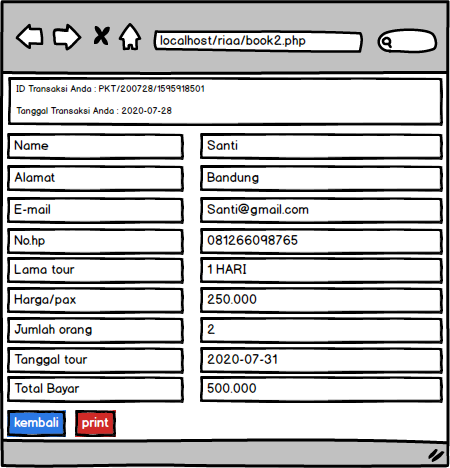 localhost/riaa/book2.php
ID Transaksi Anda : PKT/200728/1595918501
Tanggal Transaksi Anda : 2020-07-28
Name Santi
Alamat Bandung
E-mail Santi@gmail.com
No.hp 081266098765
Lama tour 1 HARI
Harga/pax 250.000
Jumlah orang 2
Tanggal tour 2020-07-31
Total Bayar 500.000
kembali print